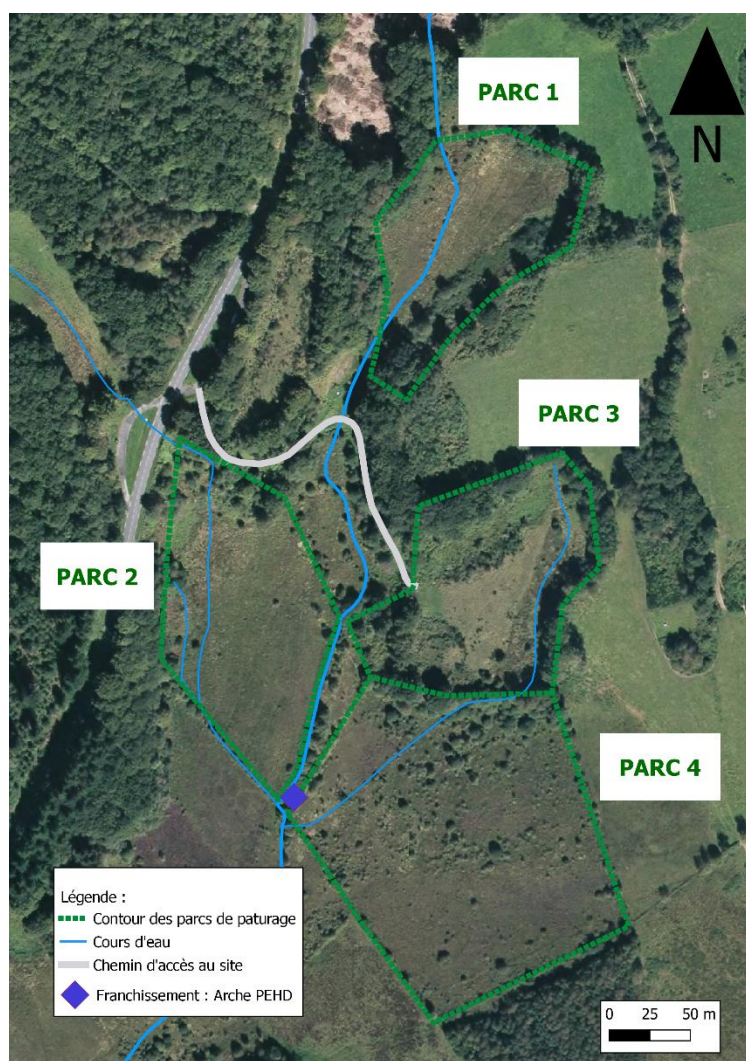 PARC 1
N
PARC 3
PARC 2
PARC 4
Légende :
Contour des parcs de paturage
Cours d'eau
Chemin d'accès au site
Franchissement : Arche PEHD
0 25 50 m